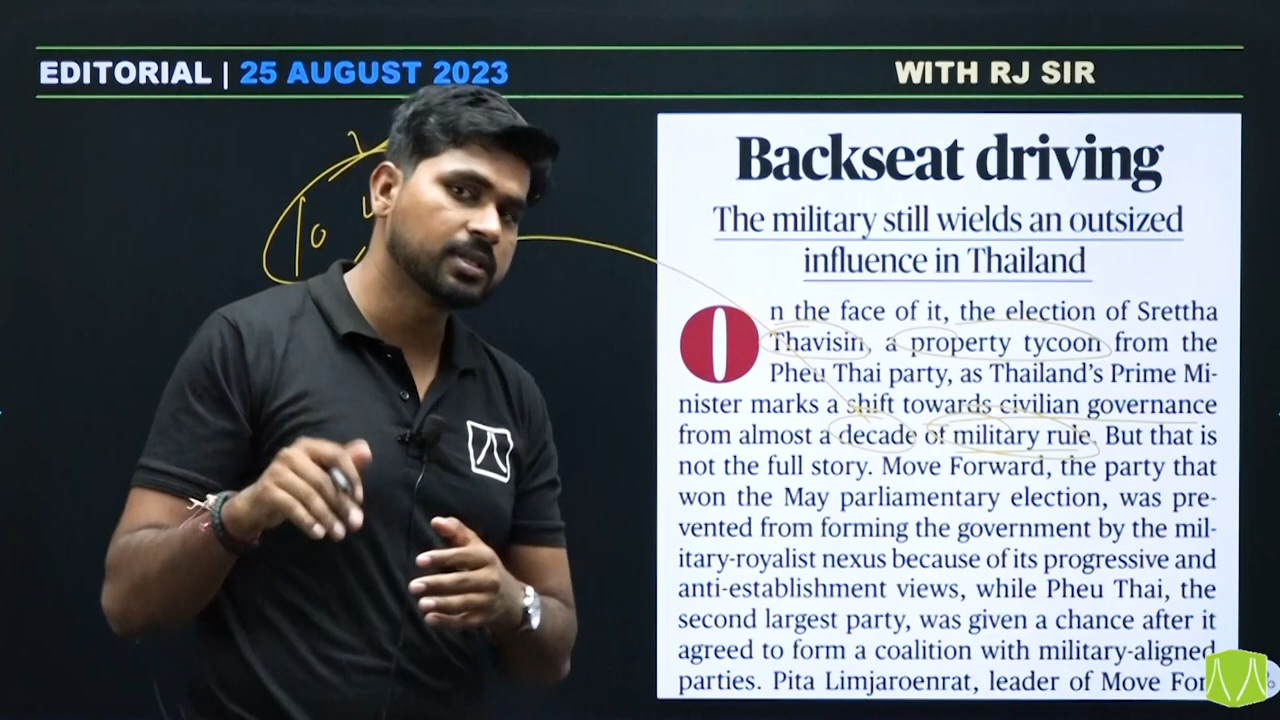 EDITORIAL | 25 AUGUST 2023
WITH RJ SIR
To
Backseat driving
The military still wields an outsized
influence in Thailand
On the face of it, the election of Srettha
Thavisin, a property tycoon from the
Pheu Thai party, as Thailand's Prime Mi-
nister marks a shift towards civilian governance
from almost a decade of military rule. But that is
not the full story. Move Forward, the party that
won the May parliamentary election, was pre-
vented from forming the government by the mil-
itary-royalist nexus because of its progressive and
anti-establishment views, while Pheu Thai, the
second largest party, was given a chance after it
agreed to form a coalition with military-aligned
parties. Pita Limjaroenrat, leader of Move For